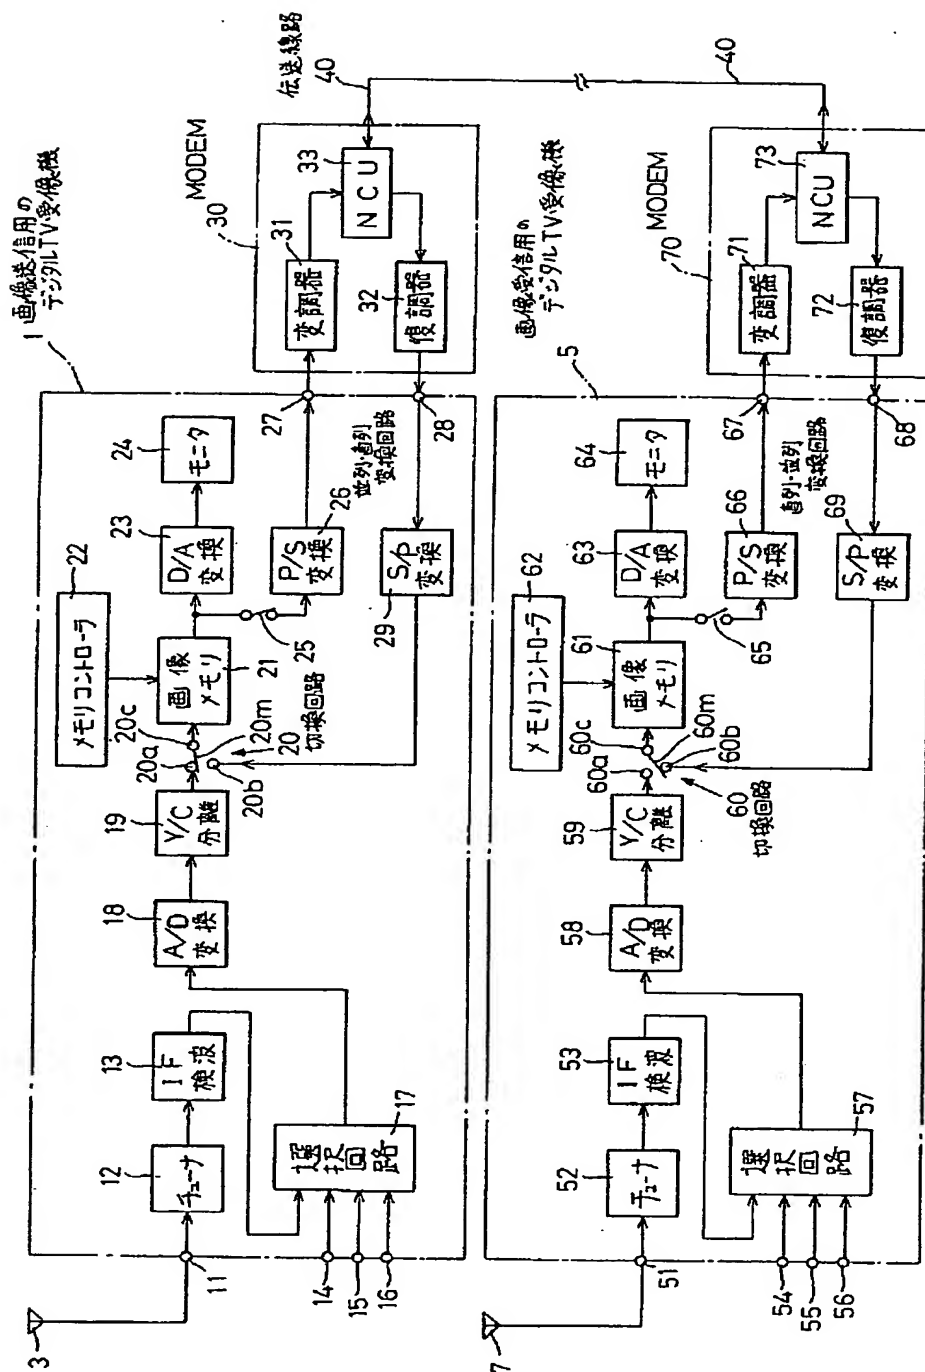 1 画像送信用の
デジタルTV受像機
3
11
12
チューナ
13
IF
検波
14
15
16
17
選択回路
18
A/D
変換
19
Y/C
分離
20a
20c
20m
20b
20
切換回路
21
画像
メモリ
22
メモリコントローラ
23
D/A
変換
24
モニタ
25
26
P/S
変換
並列・直列
変換回路
27
28
29
S/P
変換
MODEM
30
31
変調器
32
復調器
33
NCU
伝送線路
40
40
画像受信用の
デジタルTV受像機
5
7
51
52
チューナ
53
IF
検波
54
55
56
57
選択回路
58
A/D
変換
59
Y/C
分離
60a
60c
60m
60b
60
切換回路
61
画像
メモリ
62
メモリコントローラ
63
D/A
変換
64
モニタ
65
66
P/S
変換
直列・並列
変換回路
67
68
69
S/P
変換
MODEM
70
71
変調器
72
復調器
73
NCU